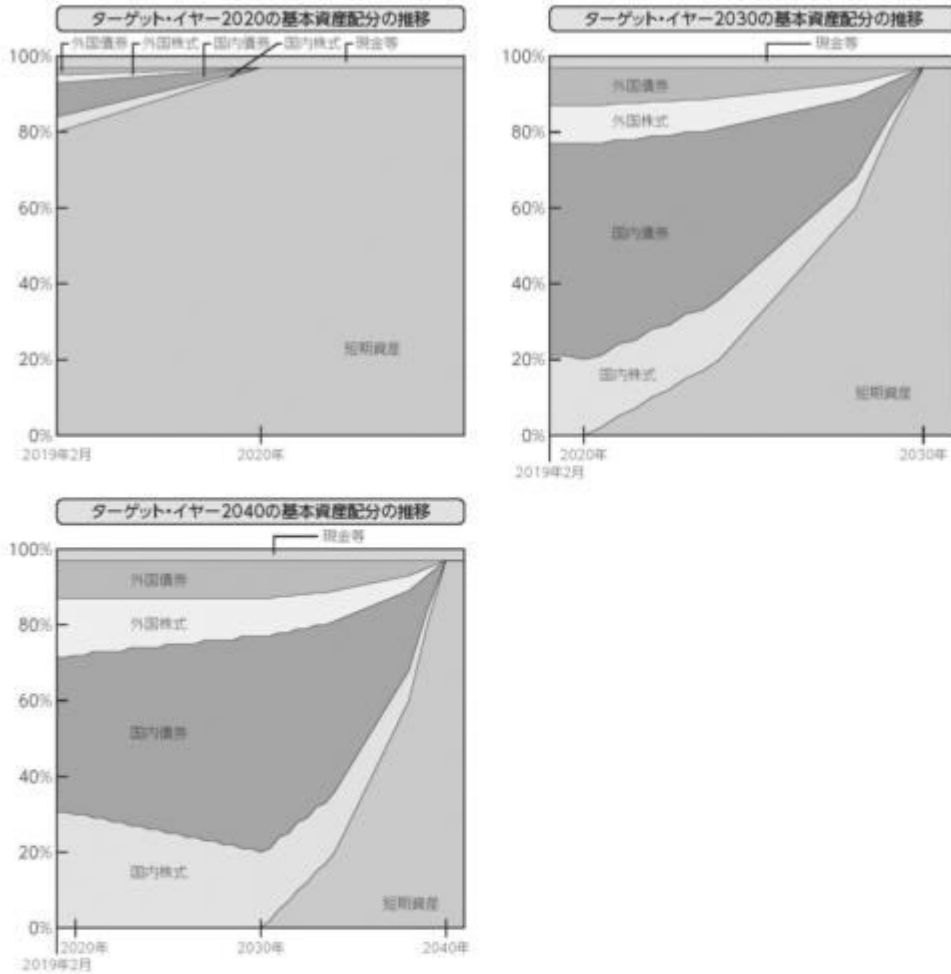 ターゲット・イヤー2020の基本資産配分の推移
外国債券 外国株式 国内債券 国内株式 現金等
100%
80%
60%
40%
20%
0%
短期資産
2019年2月 2020年
ターゲット・イヤー2030の基本資産配分の推移
現金等
100%
80%
60%
40%
20%
0%
外国債券
外国株式
国内債券
国内株式
短期資産
2020年 2030年
2019年2月
ターゲット・イヤー2040の基本資産配分の推移
現金等
100%
80%
60%
40%
20%
0%
外国債券
外国株式
国内債券
国内株式
短期資産
2020年 2030年 2040年
2019年2月